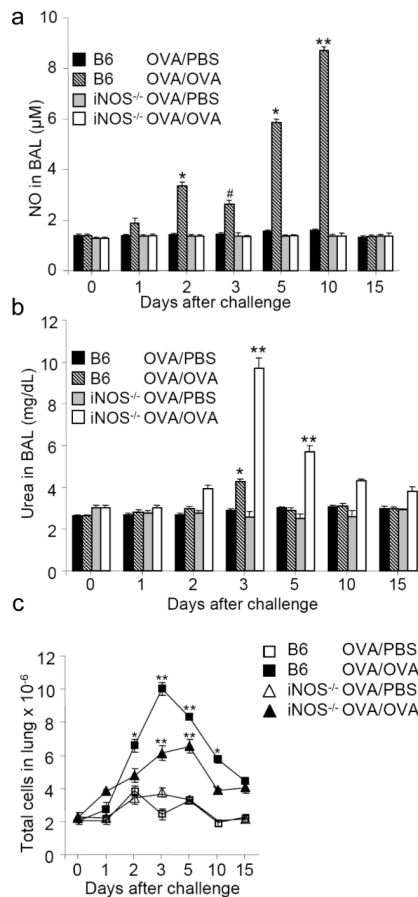 a
B6 OVA/PBS
B6 OVA/OVA
iNOS-/- OVA/PBS
iNOS-/- OVA/OVA
NO in BAL (μM)
10
8
6
4
2
0
*
#
*
**
0 1 2 3 5 10 15
Days after challenge
b
B6 OVA/PBS
B6 OVA/OVA
iNOS-/- OVA/PBS
iNOS-/- OVA/OVA
Urea in BAL (mg/dL)
12
10
8
6
4
2
0
*
**
**
0 1 2 3 5 10 15
Days after challenge
c
B6 OVA/PBS
B6 OVA/OVA
iNOS-/- OVA/PBS
iNOS-/- OVA/OVA
Total cells in lung x 10-6
12
10
8
6
4
2
0
*
**
**
**
**
*
0 1 2 3 5 10 15
Days after challenge